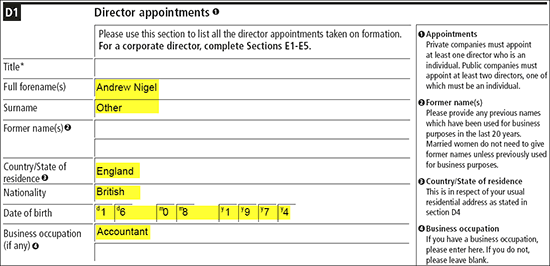 D1
Director appointments ❶
Please use this section to list all the director appointments taken on formation.
For a corporate director, complete Sections E1-E5.
Title*
Full forename(s)
Andrew Nigel
Surname
Other
Former name(s) ❷
Country/State of
residence ❸
England
Nationality
British
Date of birth
d1 d6 m0 m8 y1 y9 y7 y4
Business occupation
(if any) ❹
Accountant
❶ Appointments
Private companies must appoint
at least one director who is an
individual. Public companies must
appoint at least two directors, one of
which must be an individual.
❷ Former name(s)
Please provide any previous names
which have been used for business
purposes in the last 20 years.
Married women do not need to give
former names unless previously used
for business purposes.
❸ Country/State of residence
This is in respect of your usual
residential address as stated in
section D4
❹ Business occupation
If you have a business occupation,
please enter here. If you do not,
please leave blank.